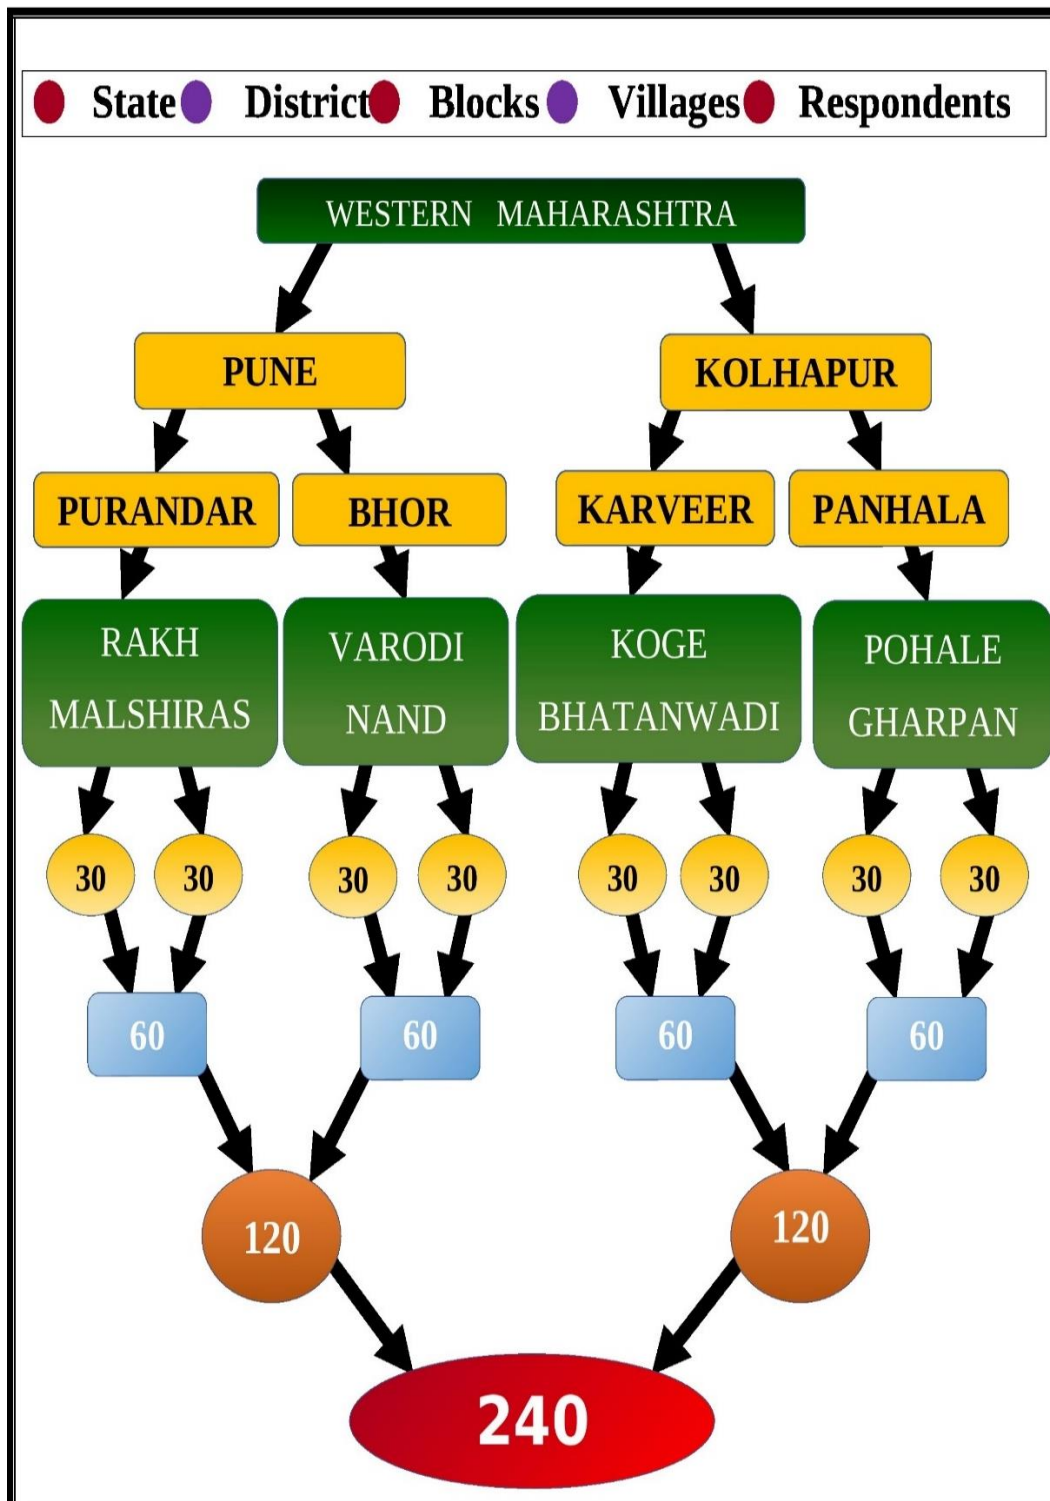 State District Blocks Villages Respondents
WESTERN MAHARASHTRA
PUNE KOLHAPUR
PURANDAR BHOR KARVEER PANHALA
RAKH VARODI KOGE POHALE
MALSHIRAS NAND BHATANWADI GHARPAN
30 30 30 30 30 30 30 30
60 60 60 60
120 120
240